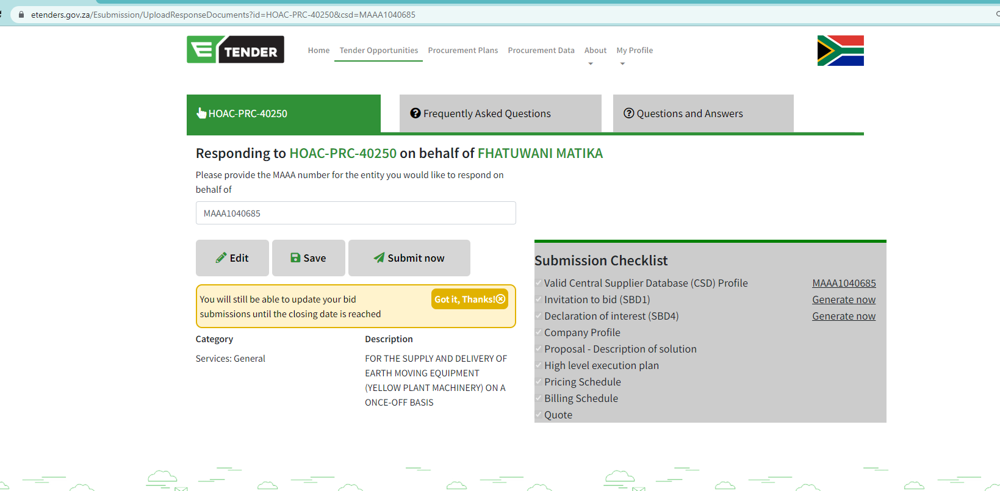 etenders.gov.za/Esubmission/UploadResponseDocuments?id=HOAC-PRC-40250&csd=MAAA1040685
E TENDER
Home Tender Opportunities Procurement Plans Procurement Data About My Profile
HOAC-PRC-40250
Frequently Asked Questions
Questions and Answers
Responding to HOAC-PRC-40250 on behalf of FHATUWANI MATIKA
Please provide the MAAA number for the entity you would like to respond on
behalf of
MAAA1040685
Edit Save Submit now
You will still be able to update your bid
submissions until the closing date is reached
Got it, Thanks!
Category
Services: General
Description
FOR THE SUPPLY AND DELIVERY OF
EARTH MOVING EQUIPMENT
(YELLOW PLANT MACHINERY) ON A
ONCE-OFF BASIS
Submission Checklist
Valid Central Supplier Database (CSD) Profile MAAA1040685
Invitation to bid (SBD1) Generate now
Declaration of interest (SBD4) Generate now
Company Profile
Proposal - Description of solution
High level execution plan
Pricing Schedule
Billing Schedule
Quote